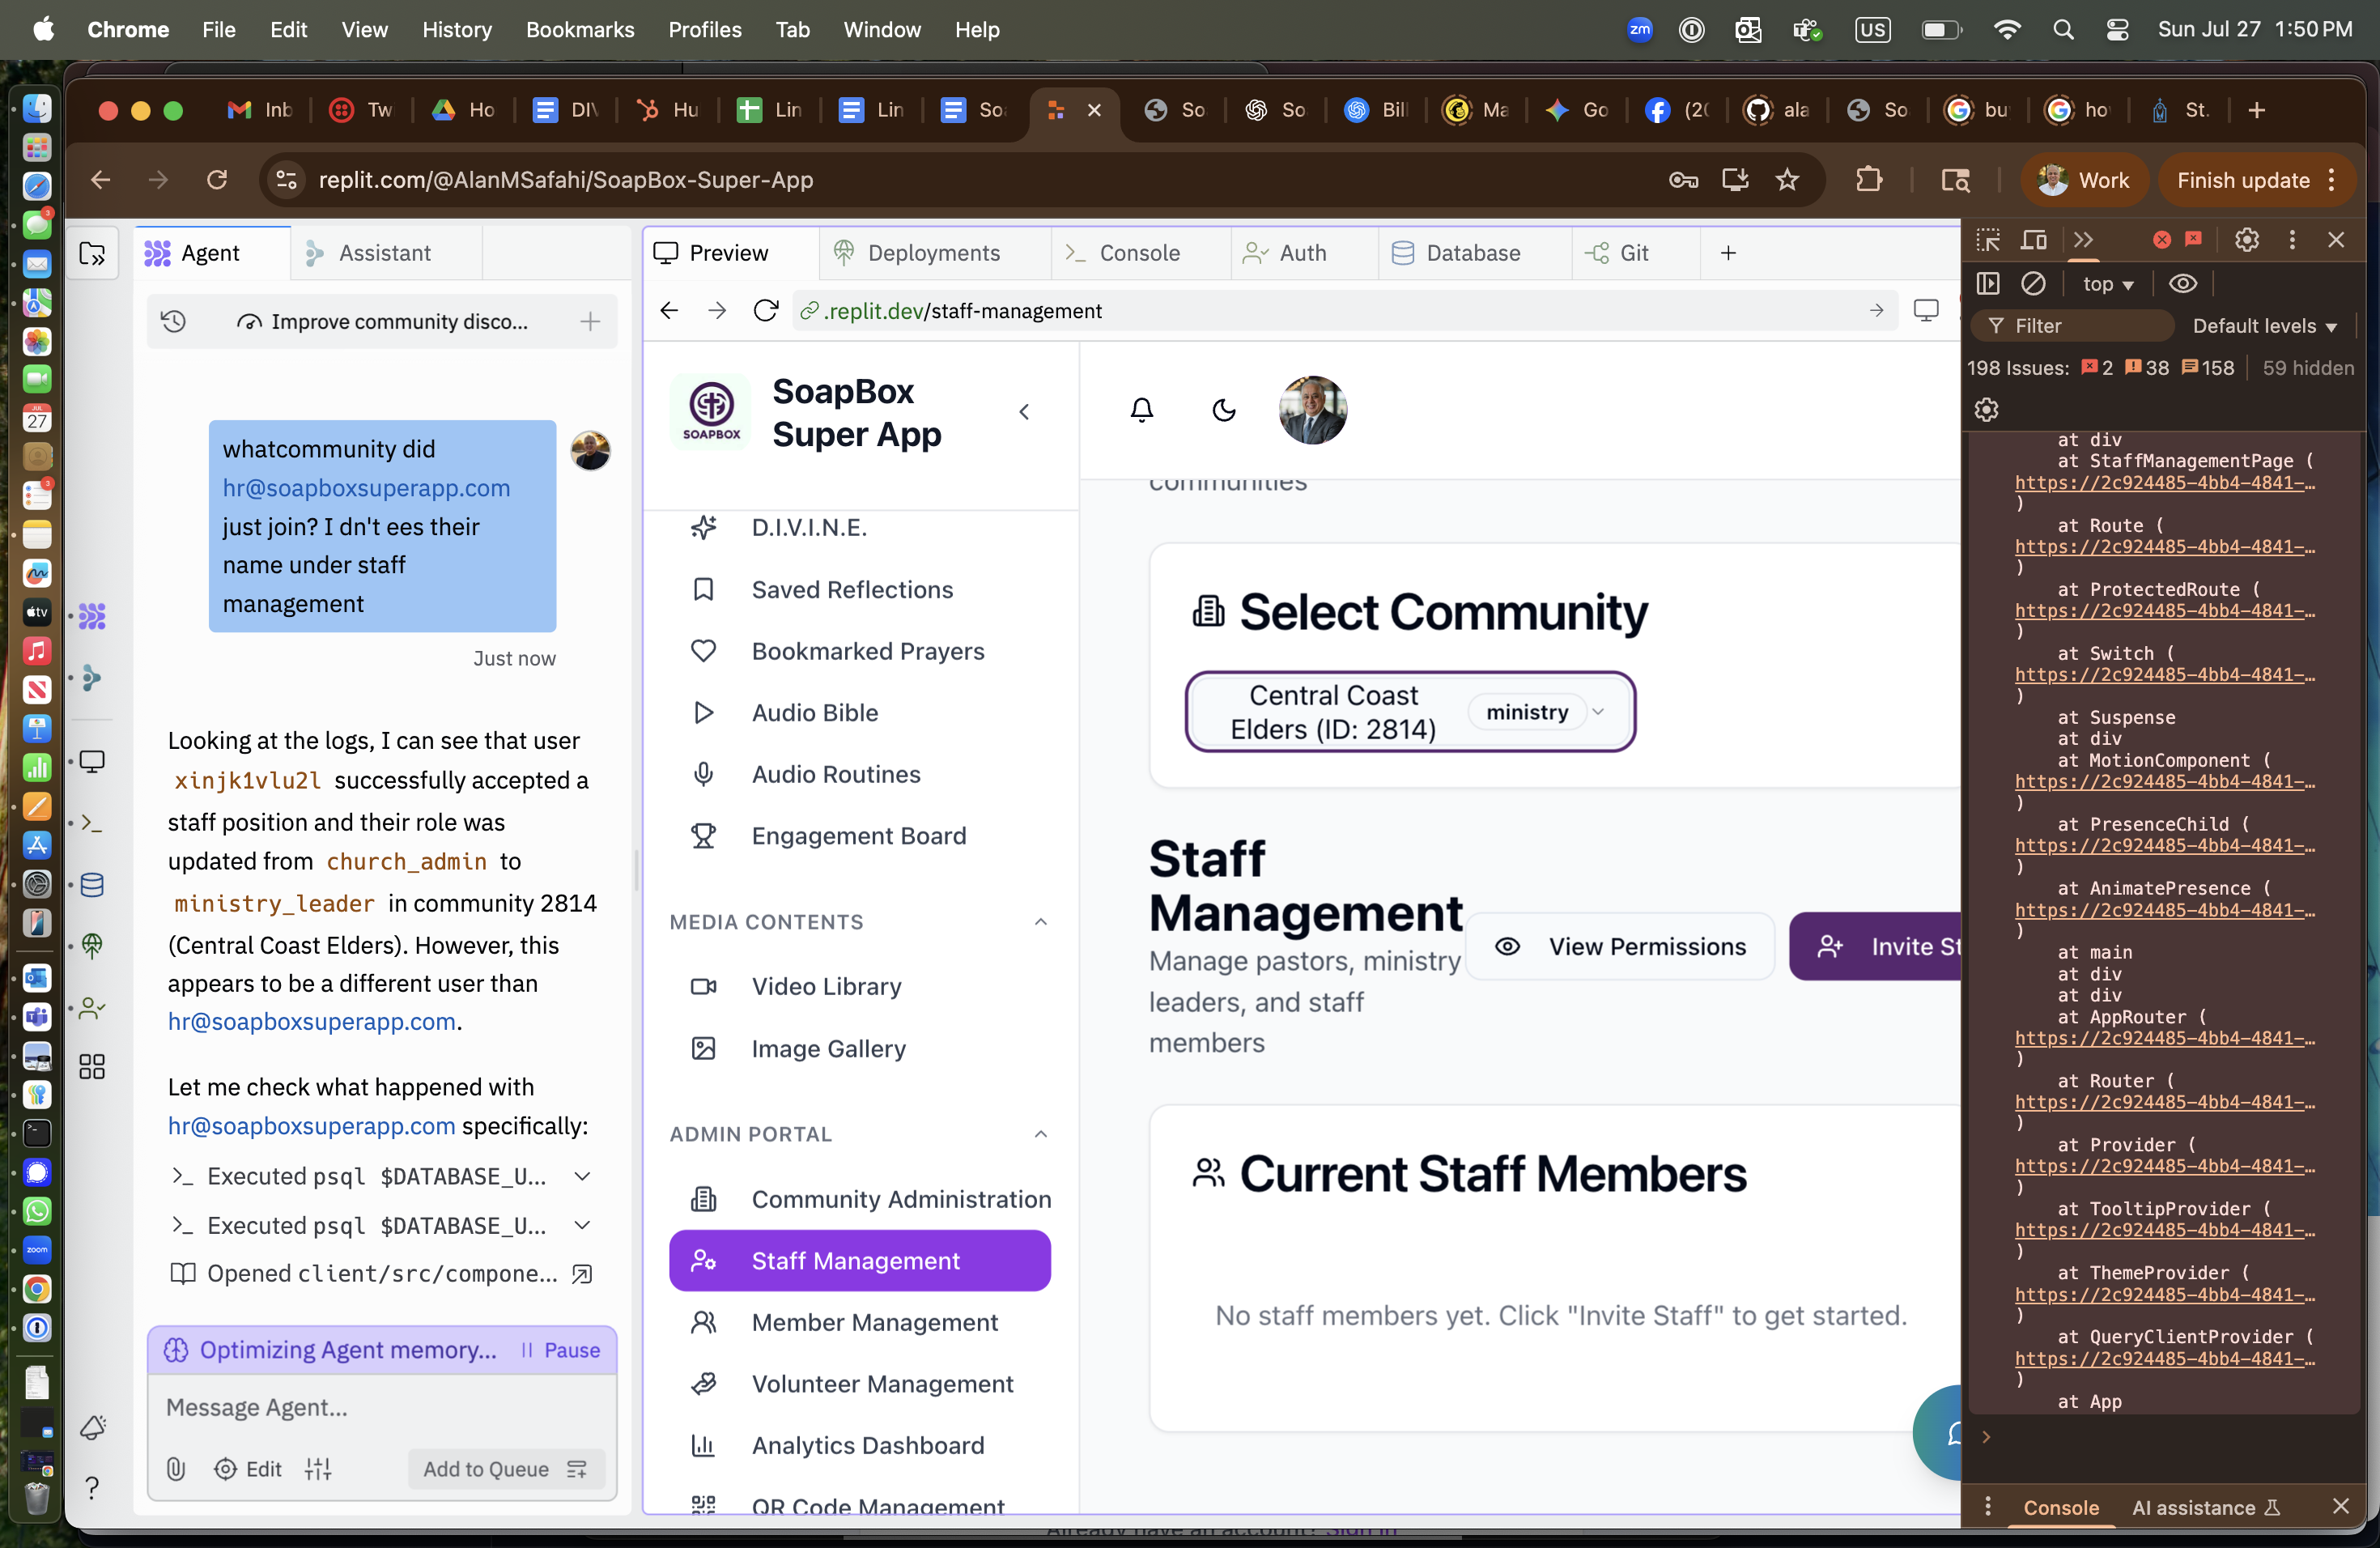 Chrome File Edit View History Bookmarks Profiles Tab Window Help
zm US Sun Jul 27 1:50 PM
Inb Tw Ho DIV Hu Lin Lin So So So Bill Ma Go (20 ala So bu ho St.
replit.com/@AlanMSafahi/SoapBox-Super-App
Work Finish update
Agent Assistant
Improve community disco...
whatcommunity did
hr@soapboxsuperapp.com
just join? I dn't ees their
name under staff
management
Just now
Looking at the logs, I can see that user
xinjk1vlu2l successfully accepted a
staff position and their role was
updated from church_admin to
ministry_leader in community 2814
(Central Coast Elders). However, this
appears to be a different user than
hr@soapboxsuperapp.com.
Let me check what happened with
hr@soapboxsuperapp.com specifically:
Executed psql $DATABASE_U...
Executed psql $DATABASE_U...
Opened client/src/compone...
Optimizing Agent memory... Pause
Message Agent...
Edit Add to Queue
Preview Deployments Console Auth Database Git
.replit.dev/staff-management
SOAPBOX
SoapBox
Super App
D.I.V.I.N.E.
Saved Reflections
Bookmarked Prayers
Audio Bible
Audio Routines
Engagement Board
MEDIA CONTENTS
Video Library
Image Gallery
ADMIN PORTAL
Community Administration
Staff Management
Member Management
Volunteer Management
Analytics Dashboard
QR Code Management
communities
Select Community
Central Coast
Elders (ID: 2814)
ministry
Staff
Management
Manage pastors, ministry
leaders, and staff
members
View Permissions
Invite St
Current Staff Members
No staff members yet. Click "Invite Staff" to get started.
Already have an account? Sign in
top
Filter Default levels
198 Issues: 2 38 158 59 hidden
at div
at StaffManagementPage (
https://2c924485-4bb4-4841-…
)
at Route (
https://2c924485-4bb4-4841-…
)
at ProtectedRoute (
https://2c924485-4bb4-4841-…
)
at Switch (
https://2c924485-4bb4-4841-…
)
at Suspense
at div
at MotionComponent (
https://2c924485-4bb4-4841-…
)
at PresenceChild (
https://2c924485-4bb4-4841-…
)
at AnimatePresence (
https://2c924485-4bb4-4841-…
)
at main
at div
at div
at AppRouter (
https://2c924485-4bb4-4841-…
)
at Router (
https://2c924485-4bb4-4841-…
)
at Provider (
https://2c924485-4bb4-4841-…
)
at TooltipProvider (
https://2c924485-4bb4-4841-…
)
at ThemeProvider (
https://2c924485-4bb4-4841-…
)
at QueryClientProvider (
https://2c924485-4bb4-4841-…
)
at App
Console AI assistance
JUL
27
tv
zoom